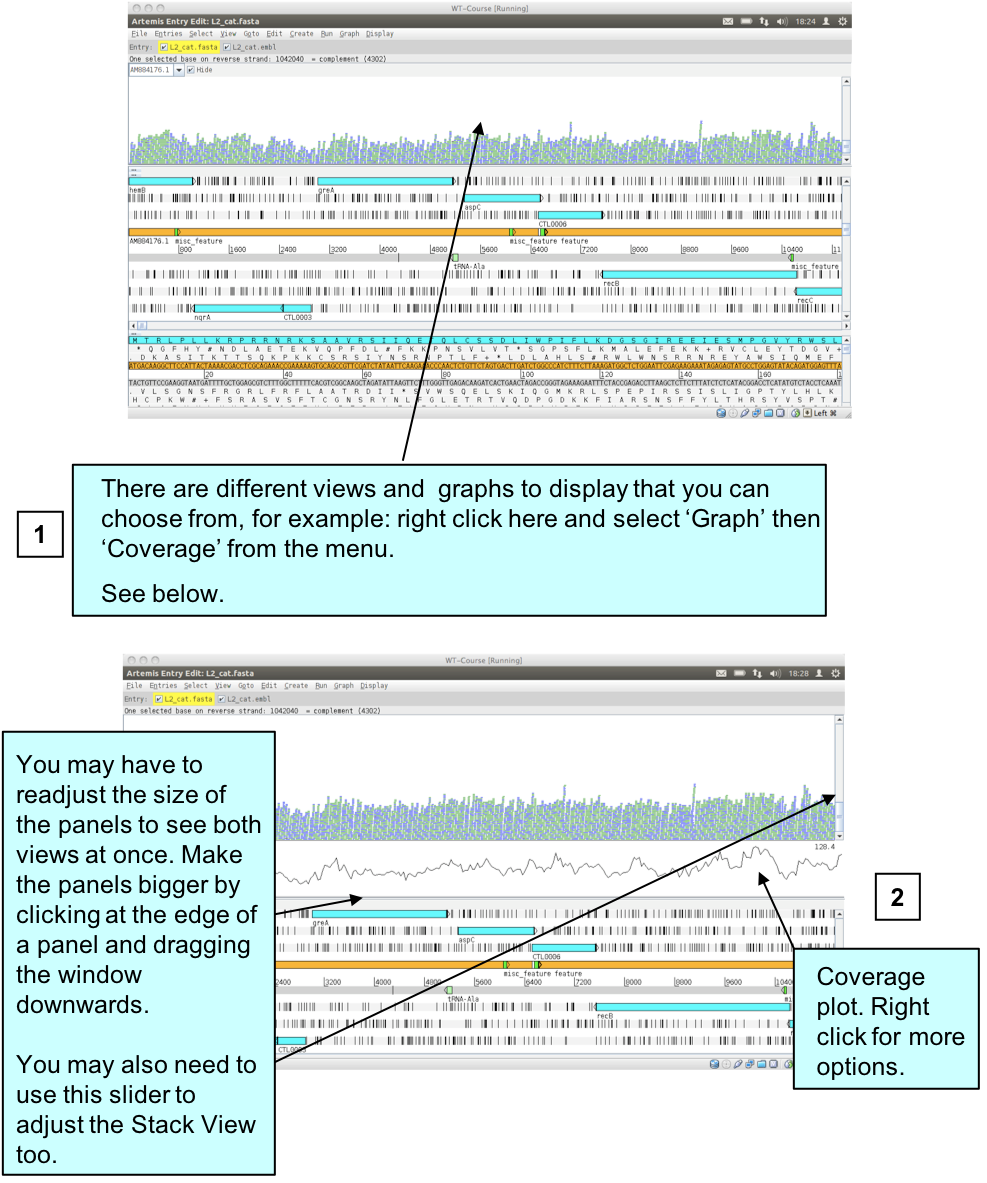 WT-Course [Running]
Artemis Entry Edit: L2_cat.fasta
18:24
File Entries Select View Goto Edit Create Run Graph Display
Entry: L2_cat.fasta L2_cat.embl
One selected base on reverse strand: 1042040 = complement (4302)
AM884176.1 Hide
hemB greA
aspC
CTL0006
AM884176.1 misc_feature misc_feature feature
800 1600 2400 3200 4000 4800 5600 6400 7200 8000 8800 9600 10400 11
tRNA-Ala misc_feature
recB
recC
nqrA CTL0003
20 40 60 80 100 120 140 160
Left ⌘
1
There are different views and graphs to display that you can
choose from, for example: right click here and select ‘Graph’ then
‘Coverage’ from the menu.
See below.
WT-Course [Running]
Artemis Entry Edit: L2_cat.fasta
18:28
File Entries Select View Goto Edit Create Run Graph Display
Entry: L2_cat.fasta L2_cat.embl
One selected base on reverse strand: 1042040 = complement (4302)
128.4
greA
aspC
CTL0006
misc_feature feature
2400 3200 4000 4800 5600 6400 7200 8000 8800 9600 1040
tRNA-Ala mi
recB
You may have to
readjust the size of
the panels to see both
views at once. Make
the panels bigger by
clicking at the edge of
a panel and dragging
the window
downwards.
You may also need to
use this slider to
adjust the Stack View
too.
2
Coverage
plot. Right
click for more
options.